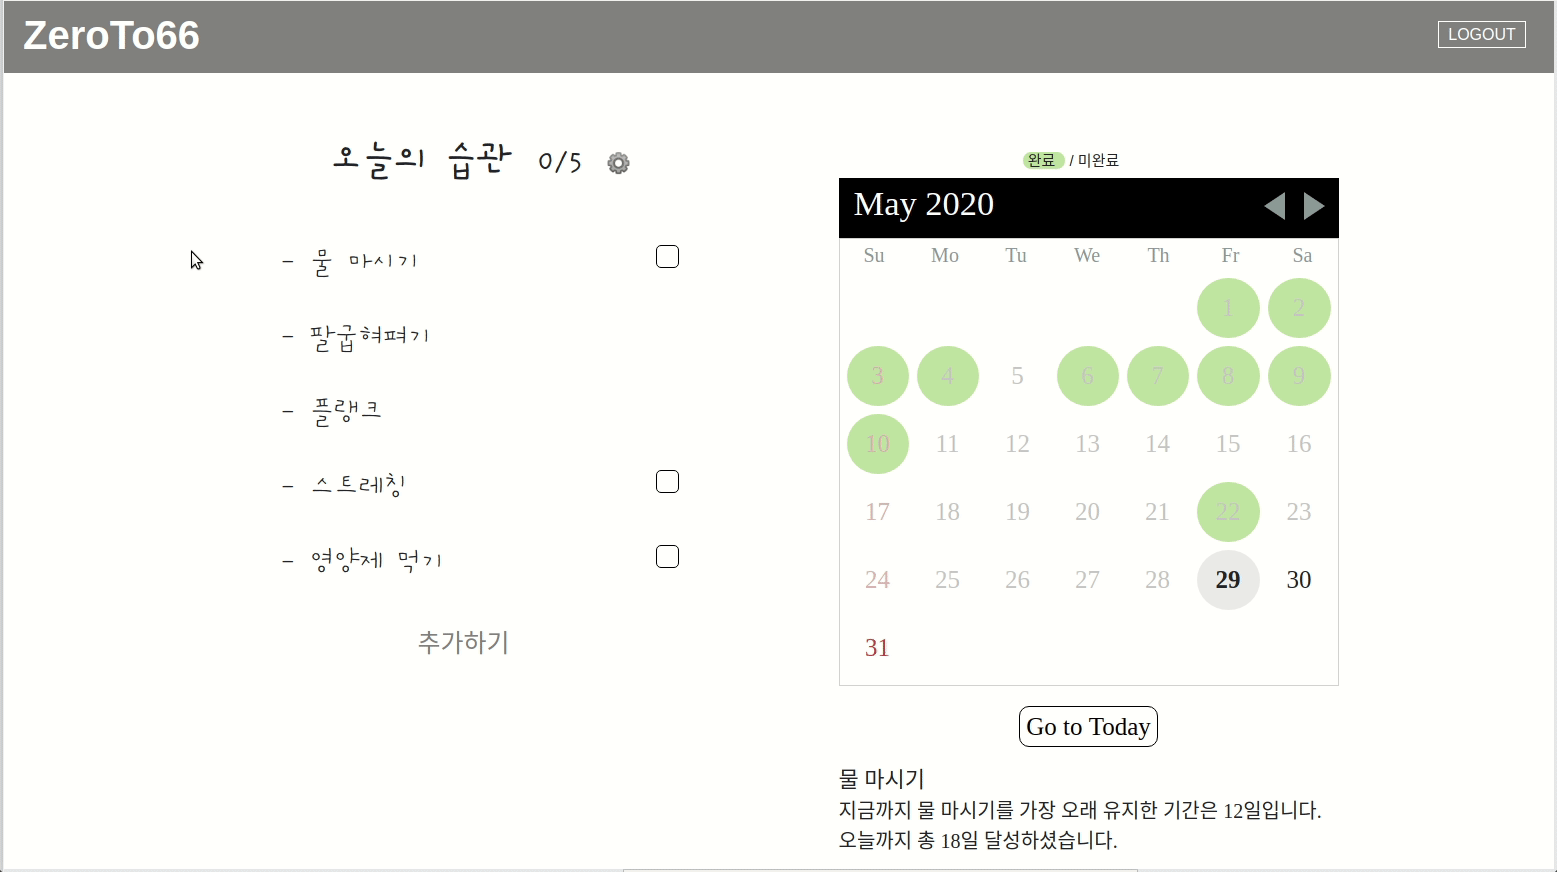 ZeroTo66
LOGOUT
오늘의 습관 0/5
- 물 마시기
- 팔굽혀펴기
- 플랭크
- 스트레칭
- 영양제 먹기
추가하기
완료 / 미완료
May 2020
Su Mo Tu We Th Fr Sa
1 2
3 4 5 6 7 8 9
10 11 12 13 14 15 16
17 18 19 20 21 22 23
24 25 26 27 28 29 30
31
Go to Today
물 마시기
지금까지 물 마시기를 가장 오래 유지한 기간은 12일입니다.
오늘까지 총 18일 달성하셨습니다.